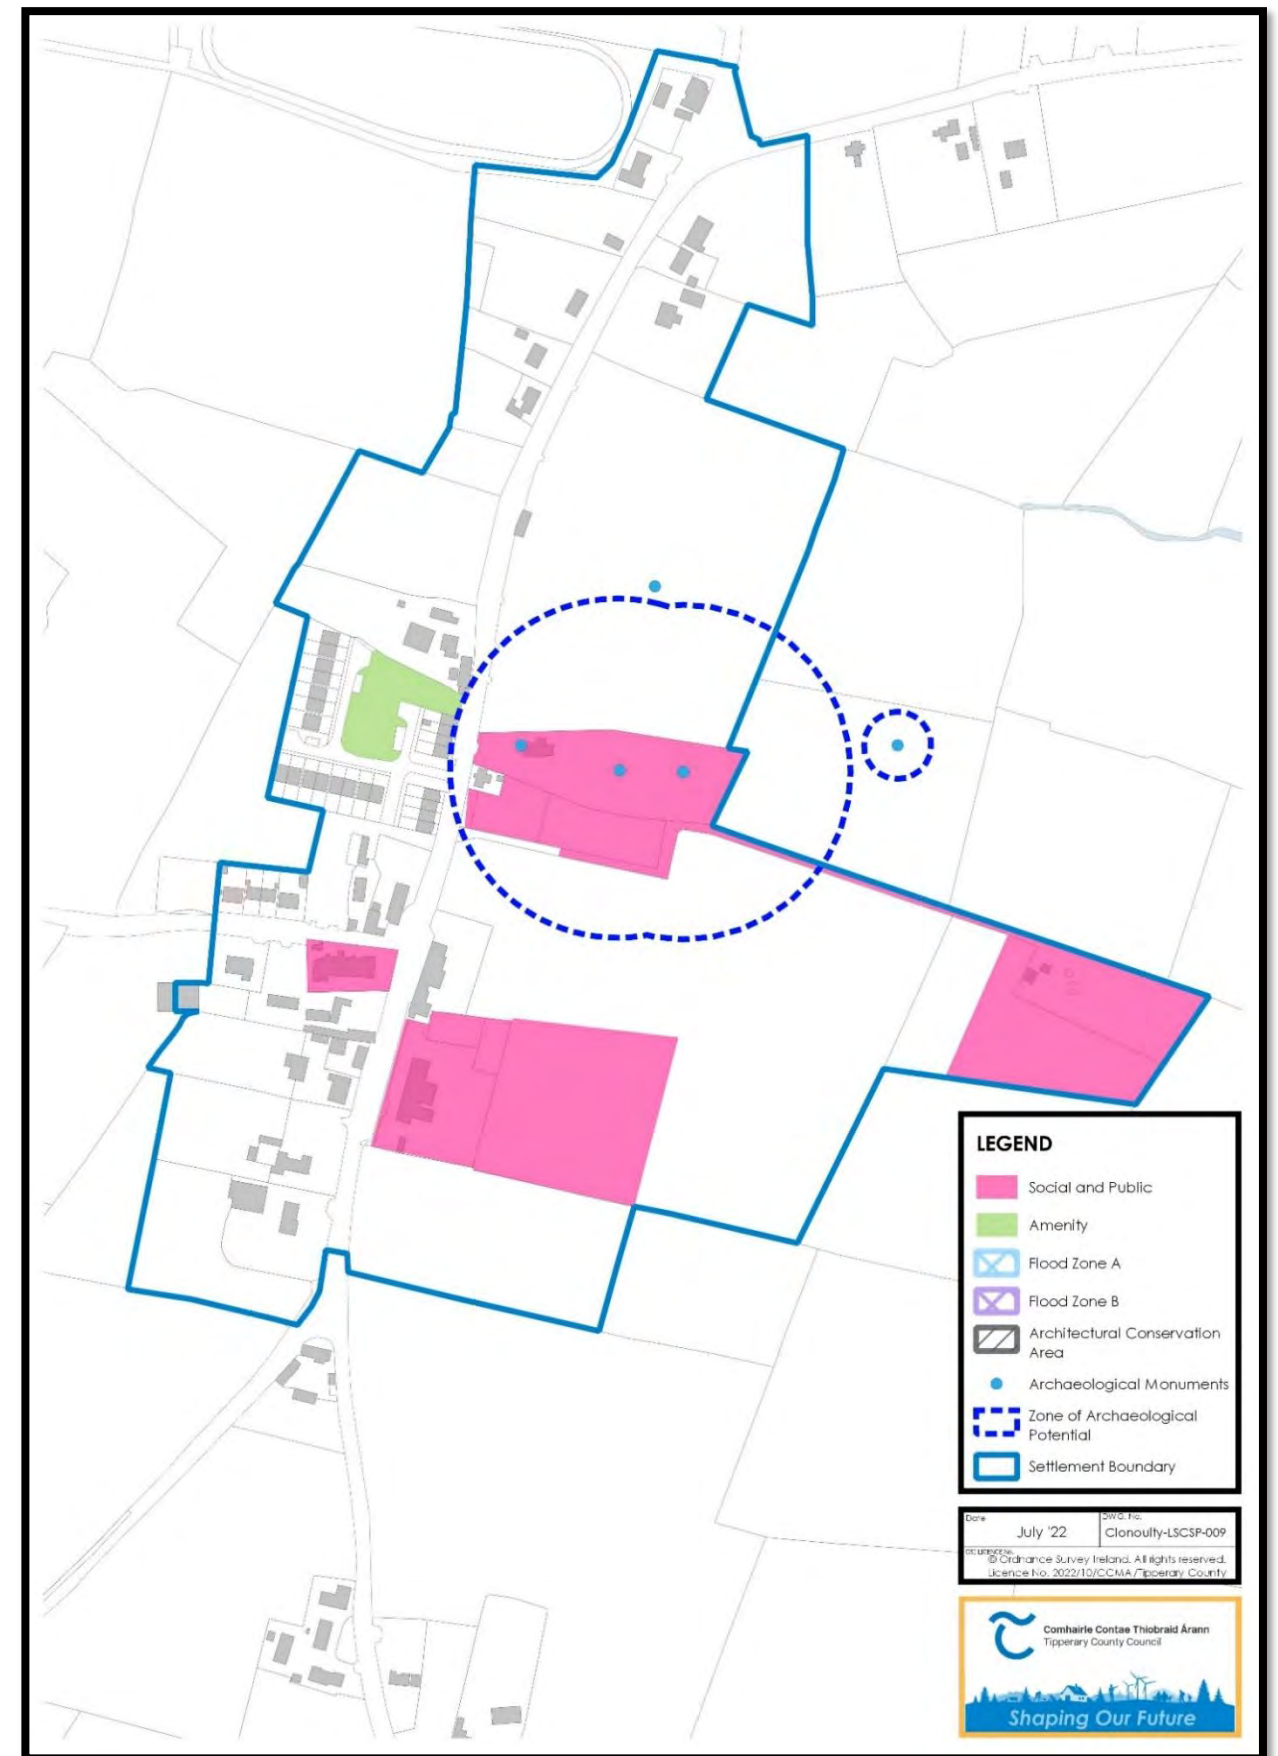 LEGEND
Social and Public
Amenity
Flood Zone A
Flood Zone B
Architectural Conservation
Area
Archaeological Monuments
Zone of Archaeological
Potential
Settlement Boundary
Date
July '22
DWG. No.
Clonoulty-LSCSP-009
© Ordnance Survey Ireland. All rights reserved.
Licence No. 2022/10/CCMA/Tipperary County
Comhairle Contae Thiobraid Árann
Tipperary County Council
Shaping Our Future